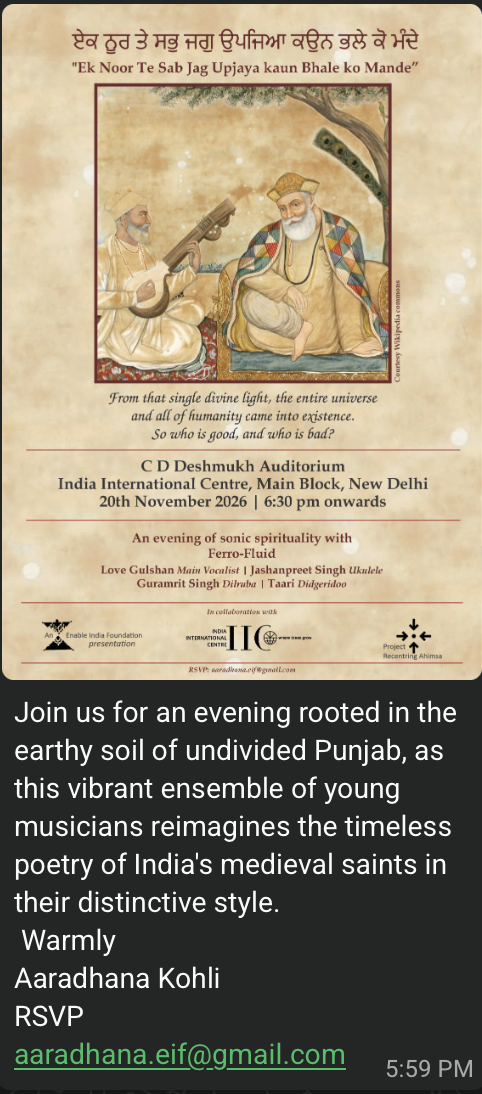 ਏਕ ਨੂਰ ਤੇ ਸਭੁ ਜਗੁ ਉਪਜਿਆ ਕਉਨ ਭਲੇ ਕੋ ਮੰਦੇ
"Ek Noor Te Sab Jag Upjaya kaun Bhale ko Mande”
Courtesy Wikipedia commons
From that single divine light, the entire universe
and all of humanity came into existence.
So who is good, and who is bad?
C D Deshmukh Auditorium
India International Centre, Main Block, New Delhi
20th November 2026 | 6:30 pm onwards
An evening of sonic spirituality with
Ferro-Fluid
Love Gulshan Main Vocalist | Jashanpreet Singh Ukulele
Guramrit Singh Dilruba | Taari Didgeridoo
In collaboration with
An Enable India Foundation
presentation
INDIA
INTERNATIONAL
CENTRE
IIC
Project
Recentring Ahimsa
RSVP: aaradhana.eif@gmail.com
Join us for an evening rooted in the
earthy soil of undivided Punjab, as
this vibrant ensemble of young
musicians reimagines the timeless
poetry of India's medieval saints in
their distinctive style.
Warmly
Aaradhana Kohli
RSVP
aaradhana.eif@gmail.com
5:59 PM